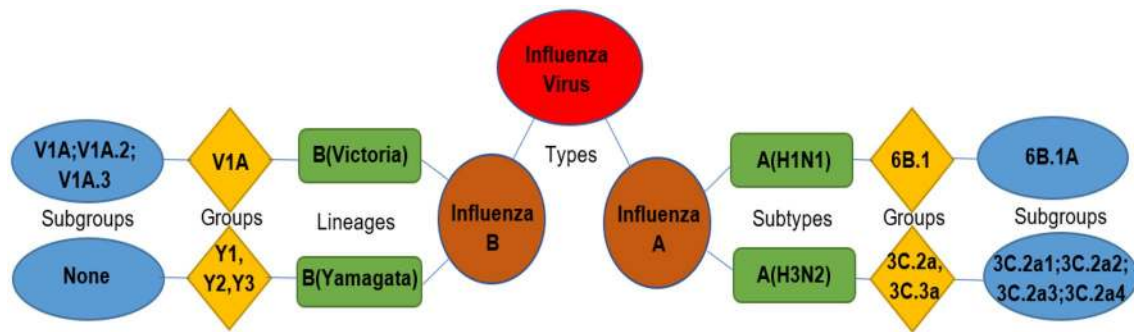 Influenza
Virus
Types
V1A;V1A.2;
V1A.3
V1A
B(Victoria)
Influenza
B
Subgroups
Groups
Lineages
None
Y1,
Y2,Y3
B(Yamagata)
A(H1N1)
6B.1
6B.1A
Influenza
A
Subtypes
Groups
Subgroups
A(H3N2)
3C.2a,
3C.3a
3C.2a1;3C.2a2;
3C.2a3;3C.2a4